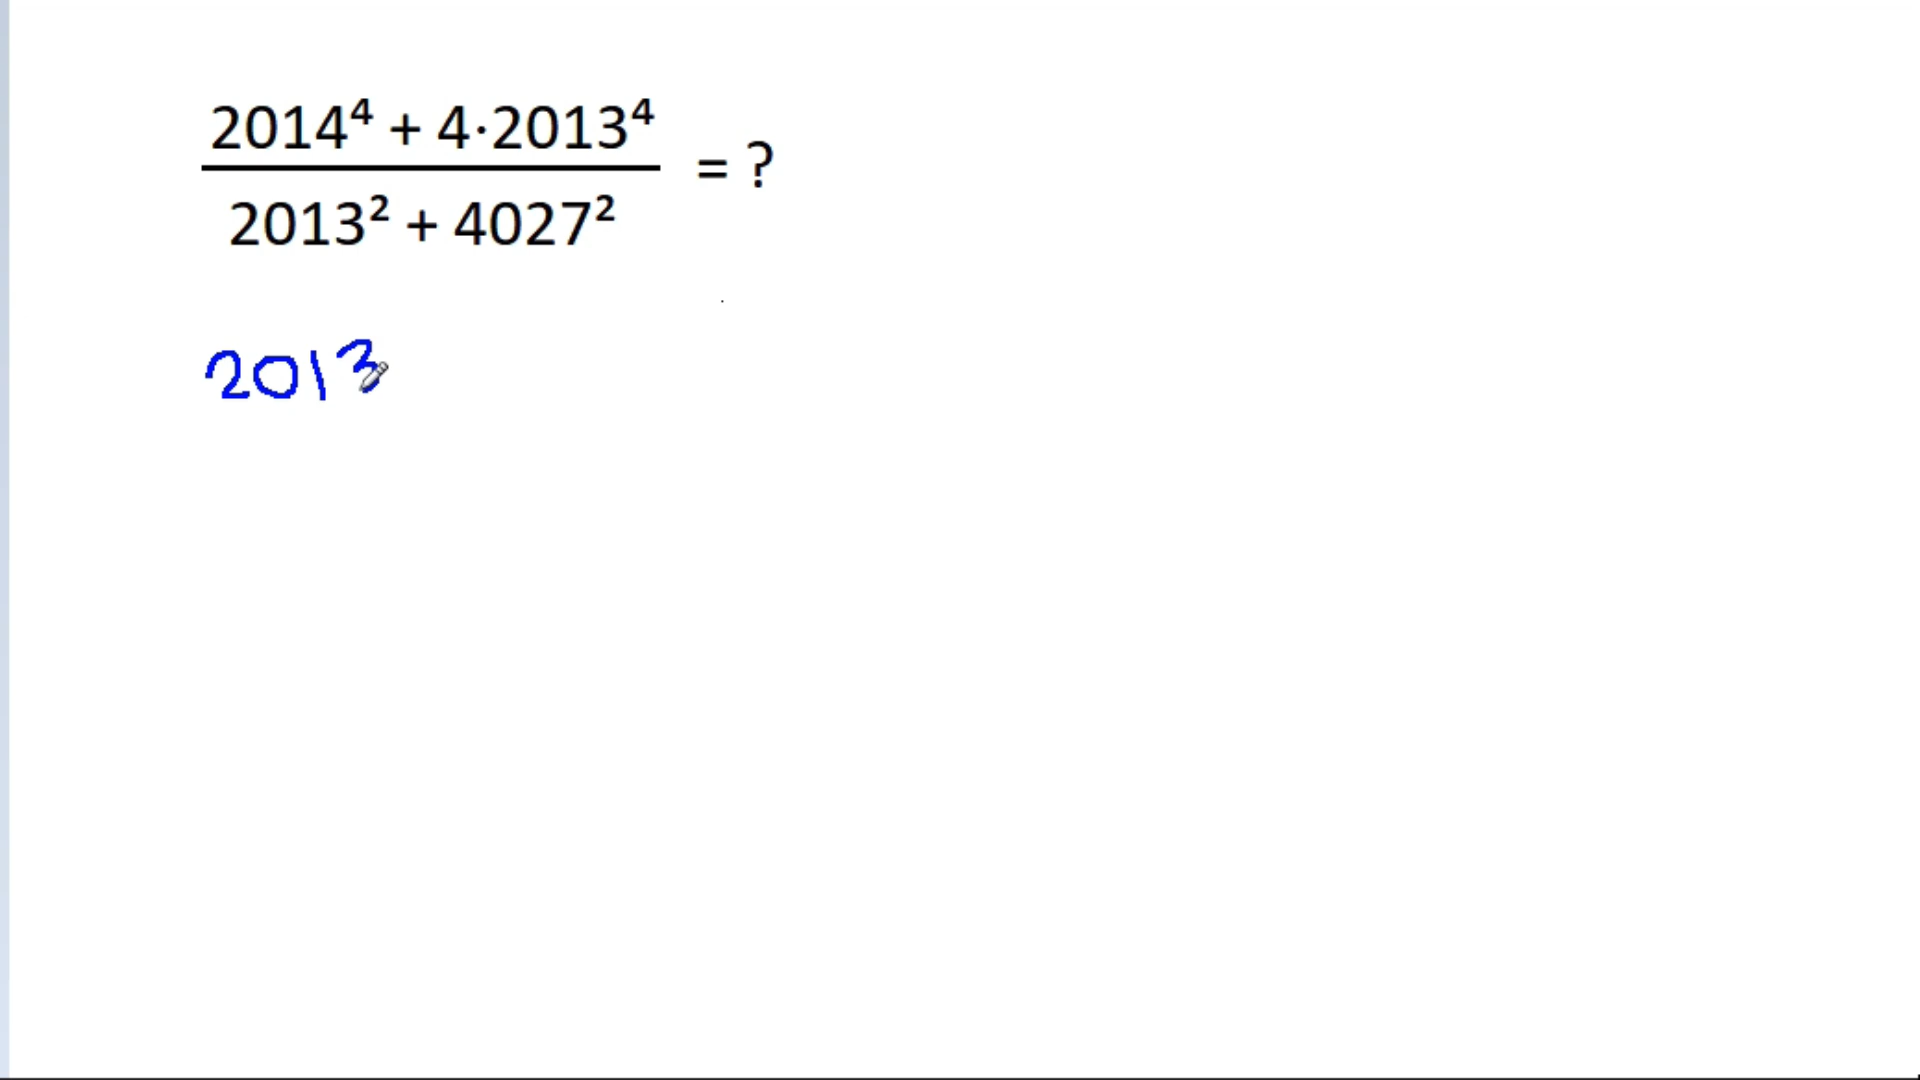 2014⁴ + 4·2013⁴
= ?
2013² + 4027²
2013